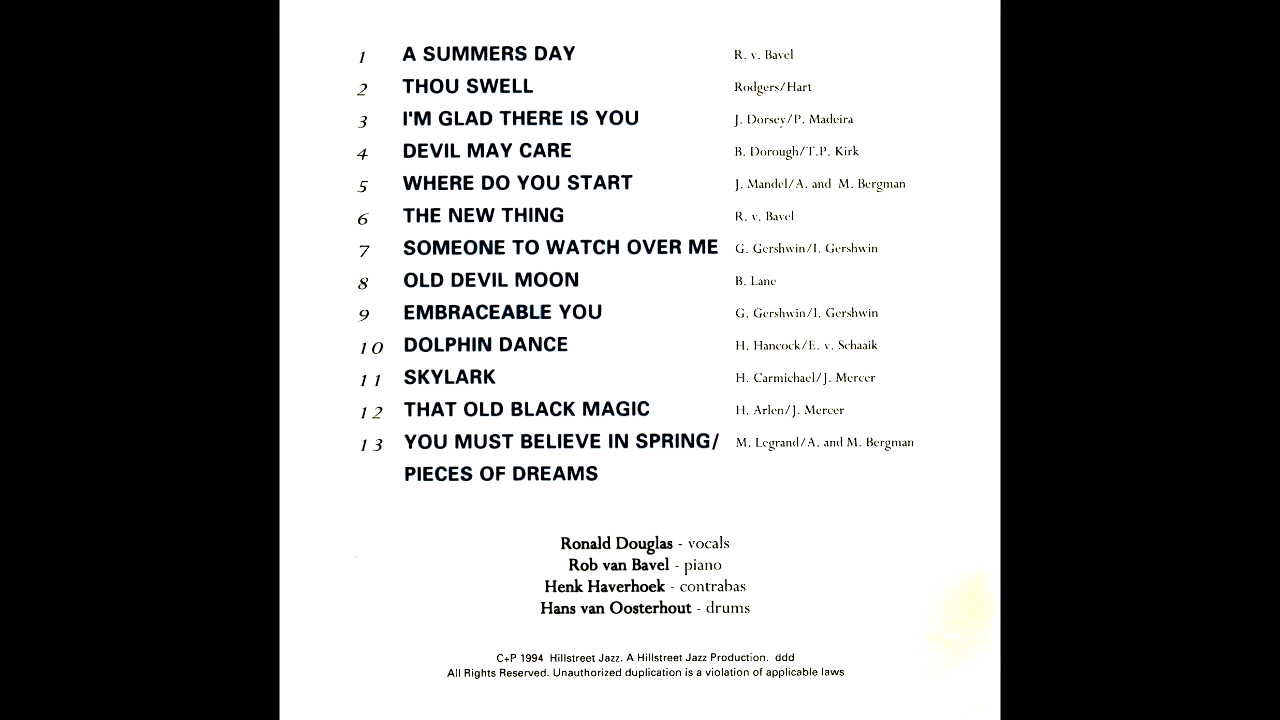 1 A SUMMERS DAY R. v. Bavel
2 THOU SWELL Rodgers/Hart
3 I'M GLAD THERE IS YOU J. Dorsey/P. Madeira
4 DEVIL MAY CARE B. Dorough/T.P. Kirk
5 WHERE DO YOU START J. Mandel/A. and M. Bergman
6 THE NEW THING R. v. Bavel
7 SOMEONE TO WATCH OVER ME G. Gershwin/I. Gershwin
8 OLD DEVIL MOON B. Lane
9 EMBRACEABLE YOU G. Gershwin/I. Gershwin
10 DOLPHIN DANCE H. Hancock/E. v. Schaaik
11 SKYLARK H. Carmichael/J. Mercer
12 THAT OLD BLACK MAGIC H. Arlen/J. Mercer
13 YOU MUST BELIEVE IN SPRING/ M. Legrand/A. and M. Bergman
PIECES OF DREAMS
Ronald Douglas - vocals
Rob van Bavel - piano
Henk Haverhoek - contrabas
Hans van Oosterhout - drums
C+P 1994 Hillstreet Jazz. A Hillstreet Jazz Production. ddd
All Rights Reserved. Unauthorized duplication is a violation of applicable laws